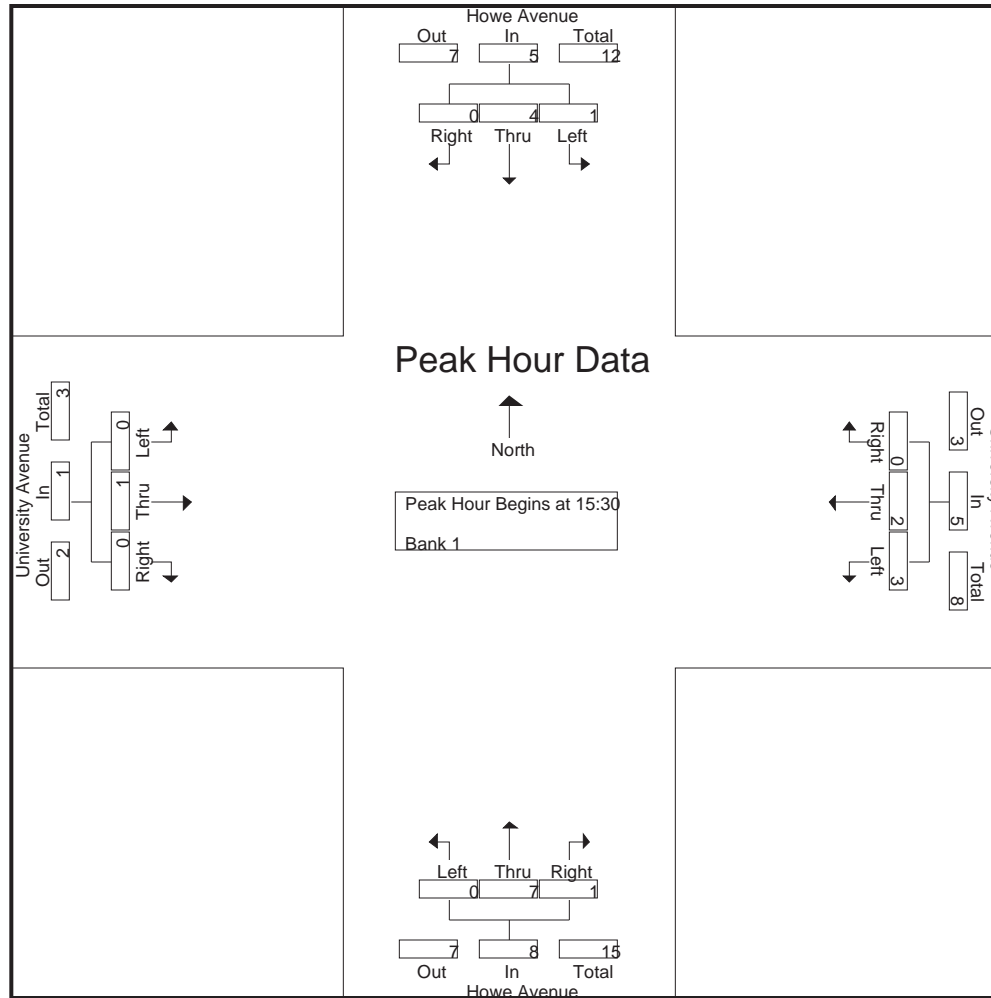 Howe Avenue
Out In Total
7 5 12
0 4 1
Right Thru Left
Peak Hour Data
North
Peak Hour Begins at 15:30
Bank 1
University Avenue
Out In Total
2 1 3
Right Thru Left
0 1 0
Out In Total
3 5 8
Right Thru Left
0 2 3
Left Thru Right
0 7 1
7 8 15
Out In Total
Howe Avenue